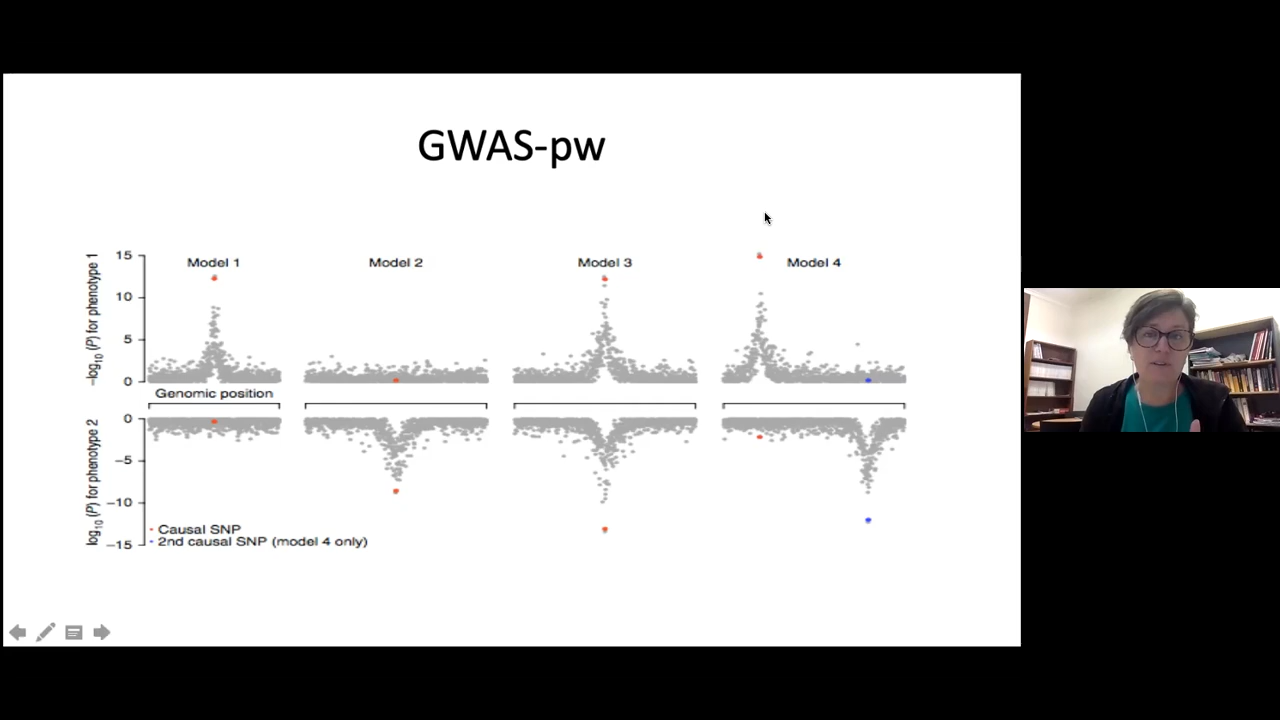 GWAS-pw
−log10 (P) for phenotype 1
15
10
5
0
Model 1
Model 2
Model 3
Model 4
Genomic position
log10 (P) for phenotype 2
0
−5
−10
−15
Causal SNP
2nd causal SNP (model 4 only)